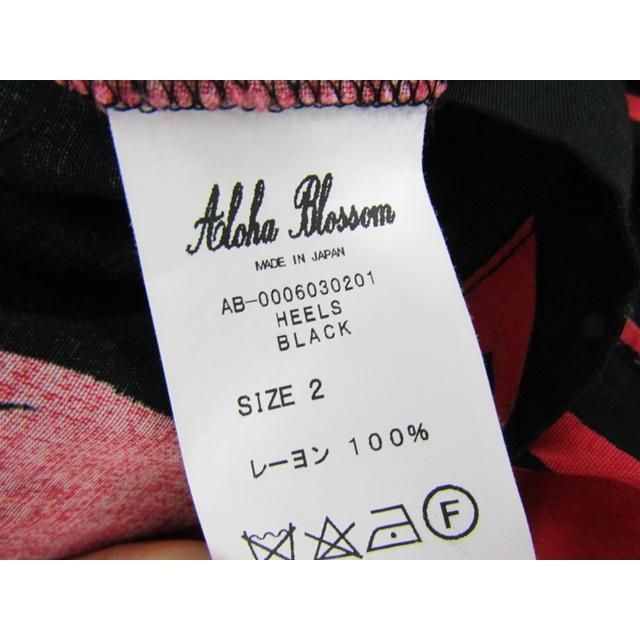 Aloha Blossom
MADE IN JAPAN
AB-0006030201
HEELS
BLACK
SIZE 2
レーヨン 100%
F